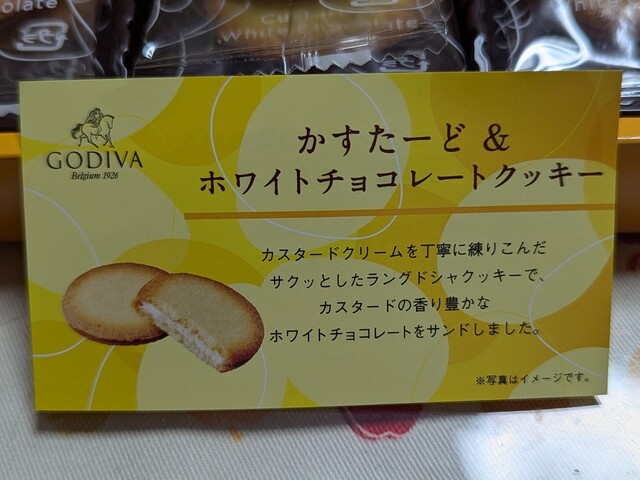 olate
Cu
White
late
GODIVA
Belgium 1926
かすたーど &
ホワイトチョコレートクッキー
カスタードクリームを丁寧に練りこんだ
サクッとしたラングドシャクッキーで、
カスタードの香り豊かな
ホワイトチョコレートをサンドしました。
※写真はイメージです。